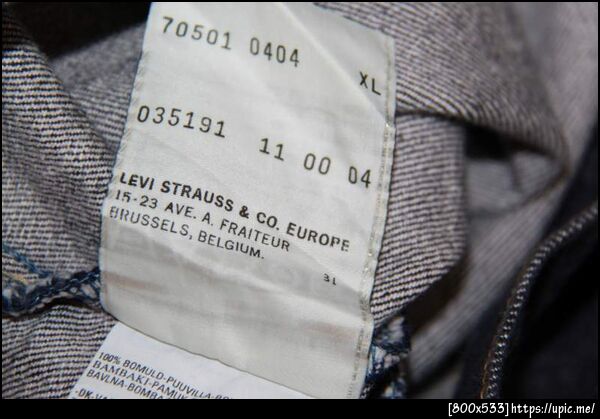 70501 0404 XL
035191 11 00 04
LEVI STRAUSS & CO. EUROPE
15-23 AVE. A. FRAITEUR
BRUSSELS, BELGIUM.
31
100% BOMULD-PUUVILLA-BO
BAMBAKI-PAMU
BAVLNA-BOMBA
[800x533]https://upic.me/